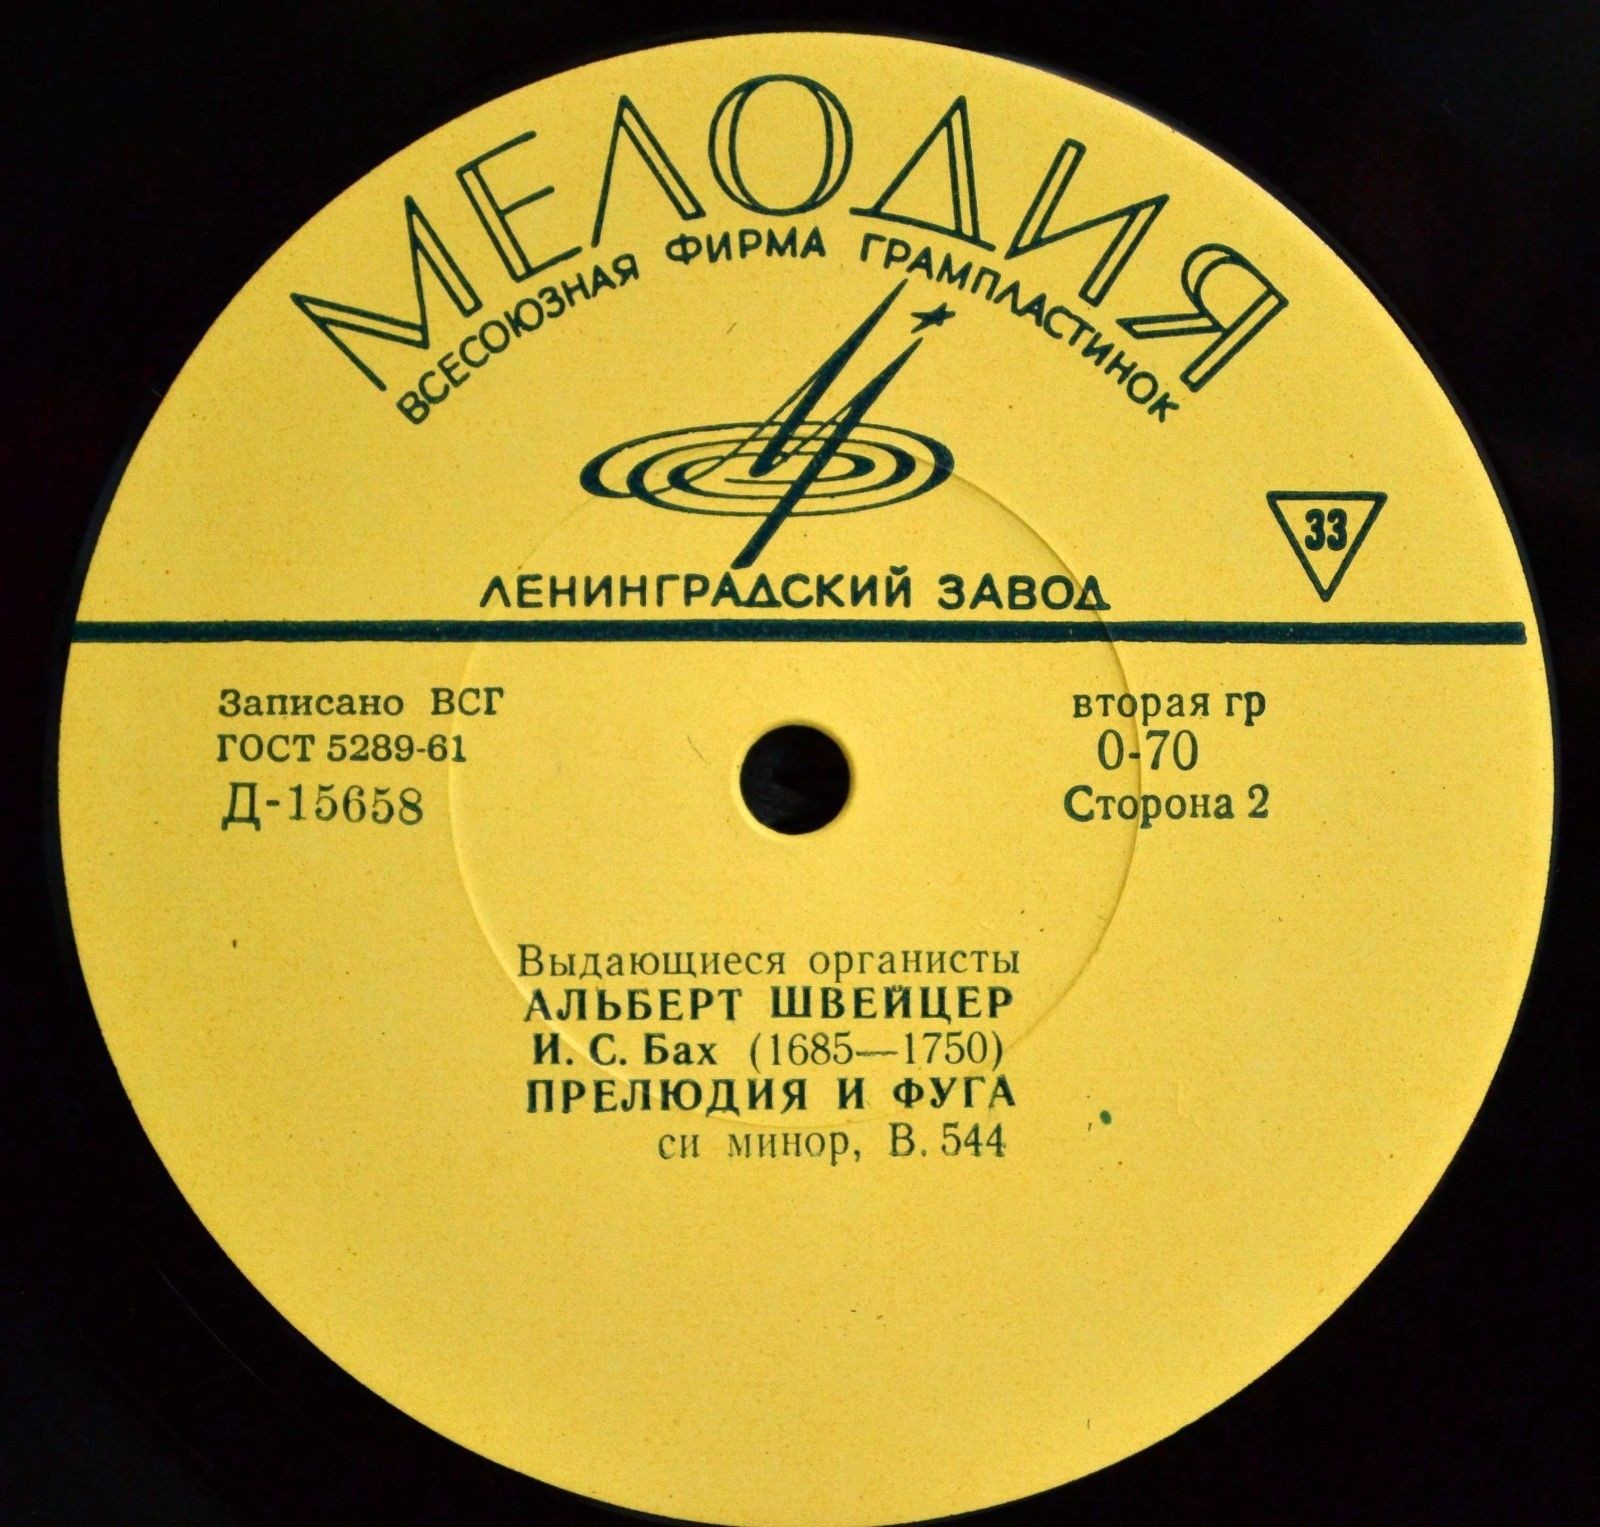 МЕЛОДИЯ
ВСЕСОЮЗНАЯ ФИРМА ГРАМПЛАСТИНОК
33
ЛЕНИНГРАДСКИЙ ЗАВОД
Записано ВСГ
ГОСТ 5289-61
Д-15658
вторая гр
0-70
Сторона 2
Выдающиеся органисты
АЛЬБЕРТ ШВЕЙЦЕР
И. С. Бах (1685—1750)
ПРЕЛЮДИЯ И ФУГА
си минор, В. 544